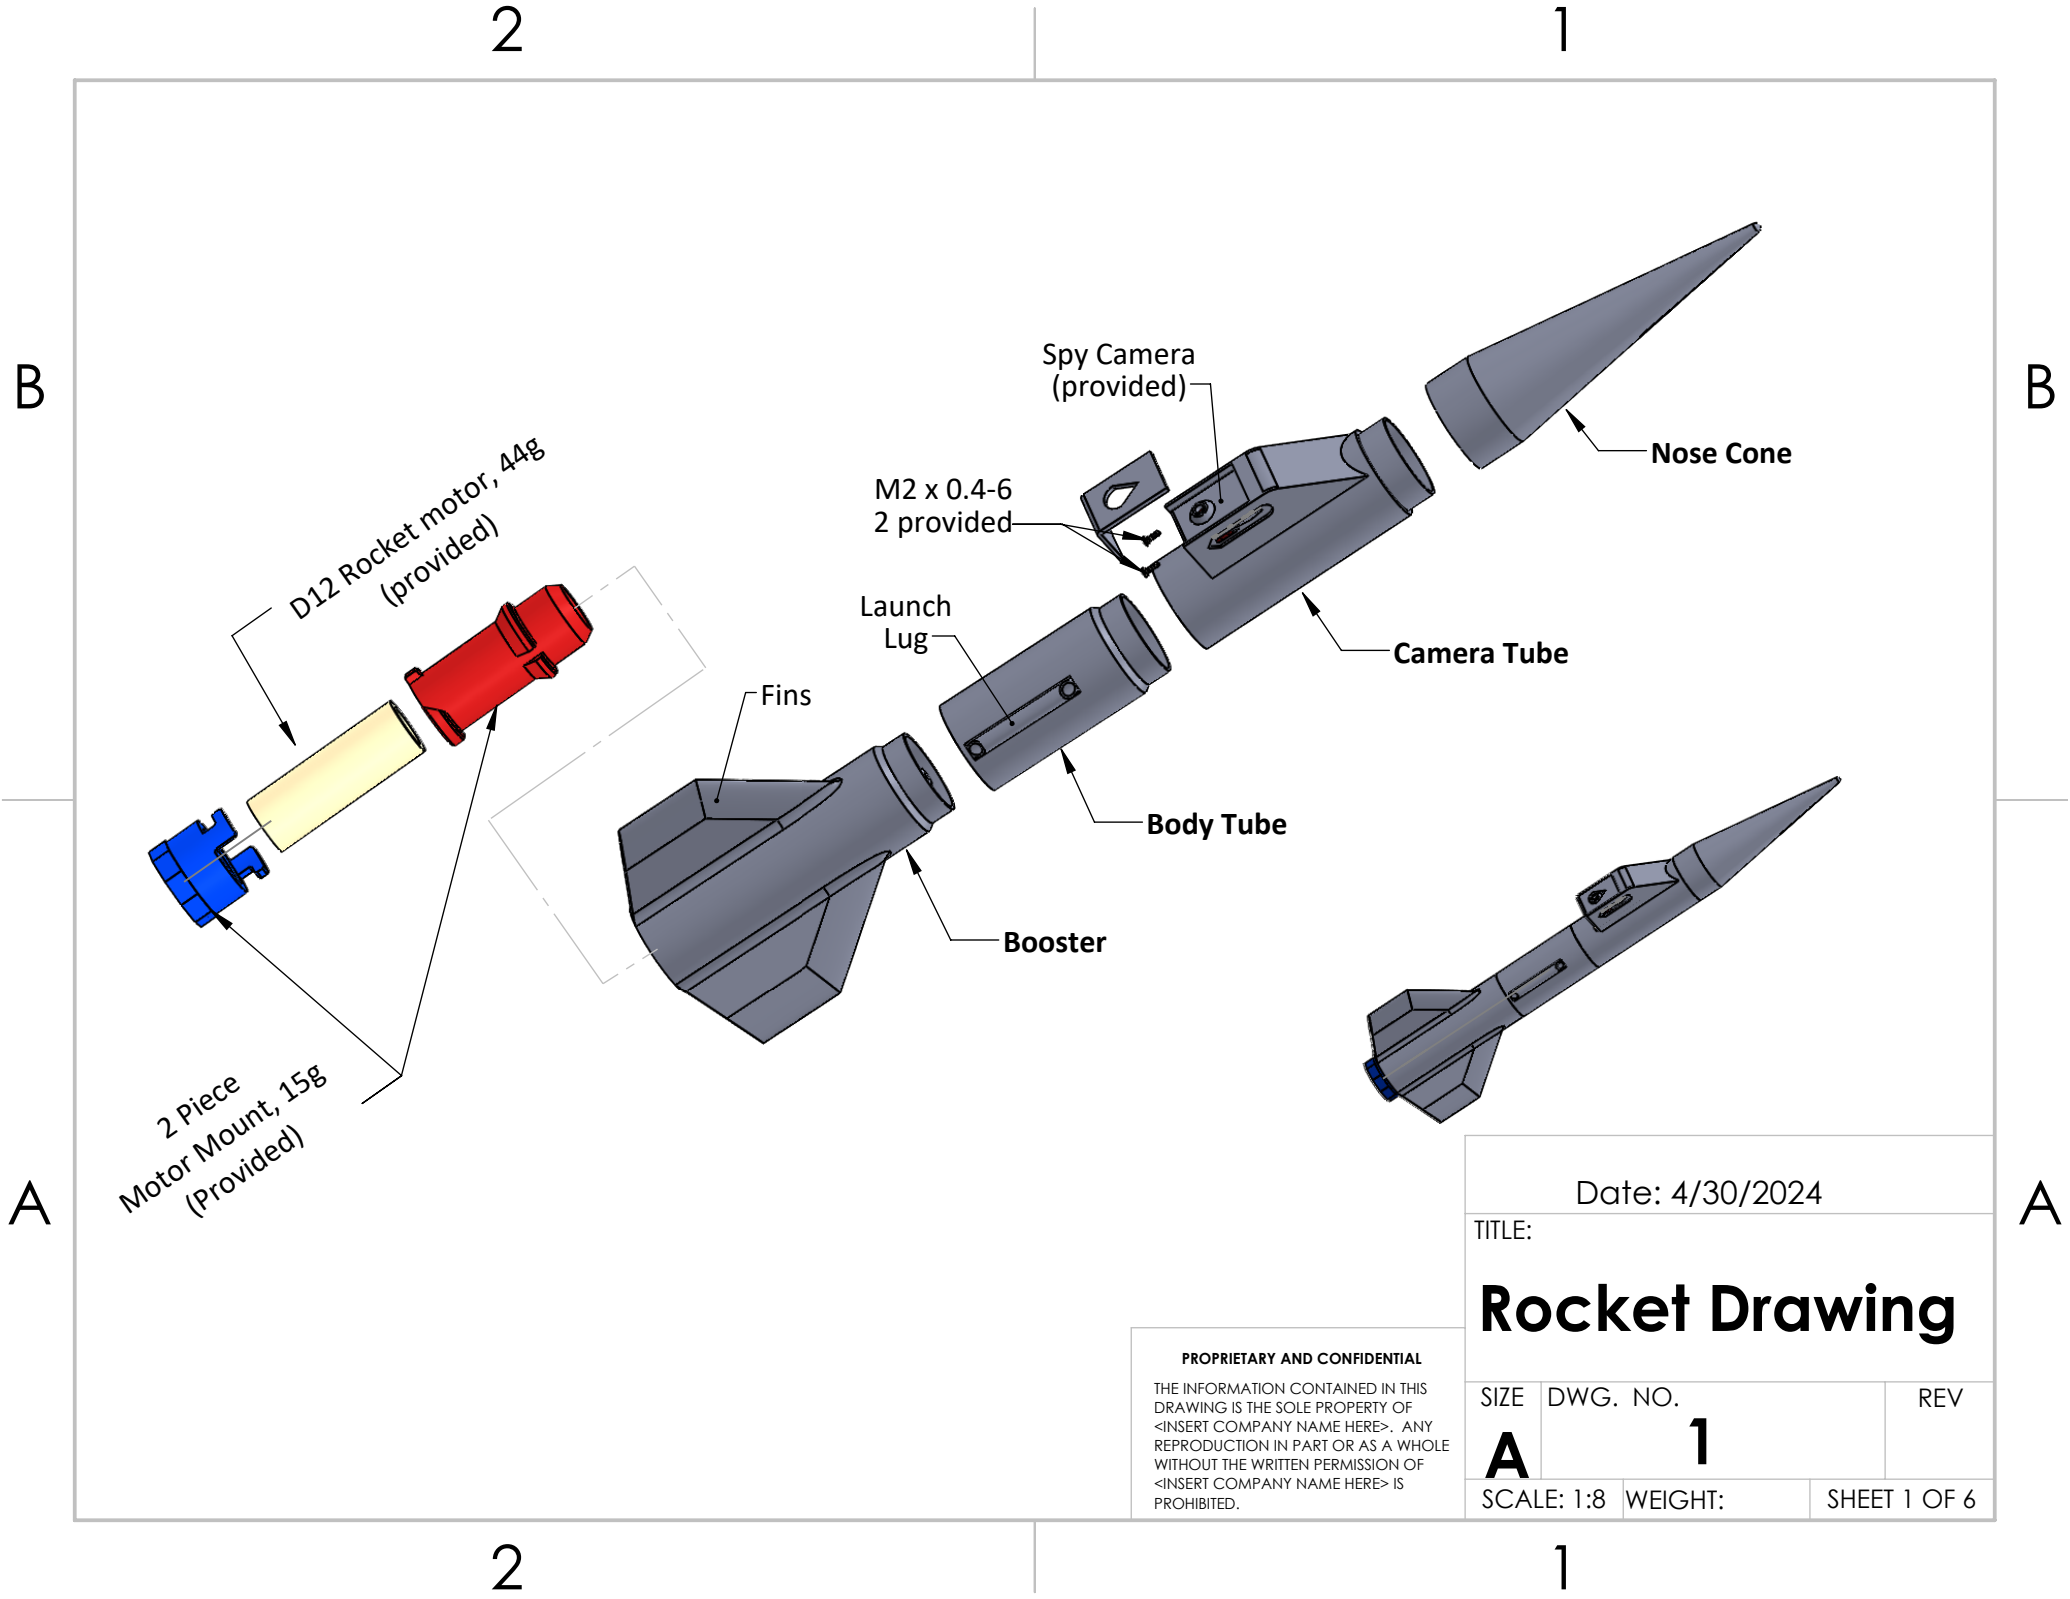 2
1
B
B
Spy Camera
(provided)
Nose Cone
D12 Rocket motor, 44g
(provided)
M2 x 0.4-6
2 provided
Launch
Lug
Camera Tube
Fins
Body Tube
Booster
2 Piece
Motor Mount, 15g
(Provided)
A
A
Date: 4/30/2024
TITLE:
Rocket Drawing
PROPRIETARY AND CONFIDENTIAL
THE INFORMATION CONTAINED IN THIS
DRAWING IS THE SOLE PROPERTY OF
<INSERT COMPANY NAME HERE>. ANY
REPRODUCTION IN PART OR AS A WHOLE
WITHOUT THE WRITTEN PERMISSION OF
<INSERT COMPANY NAME HERE> IS
PROHIBITED.
SIZE DWG. NO. REV
A 1
SCALE: 1:8 WEIGHT: SHEET 1 OF 6
2
1